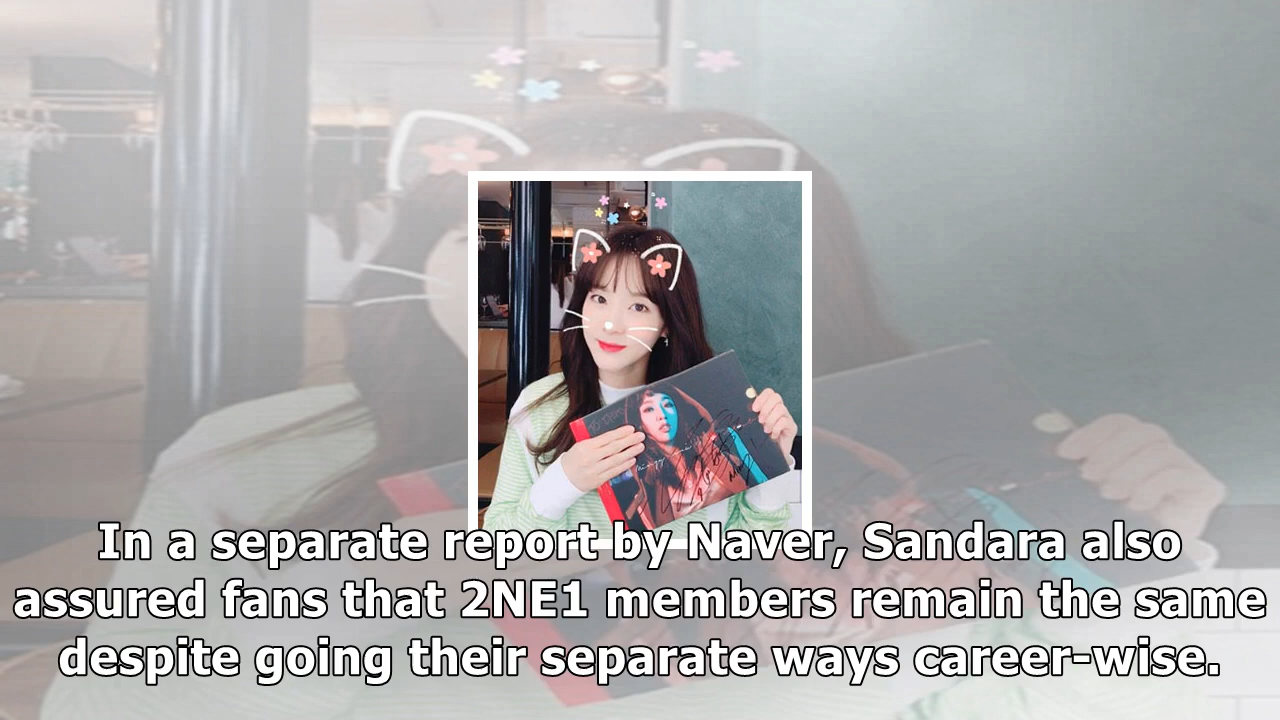 In a separate report by Naver, Sandara also
assured fans that 2NE1 members remain the same
despite going their separate ways career-wise.